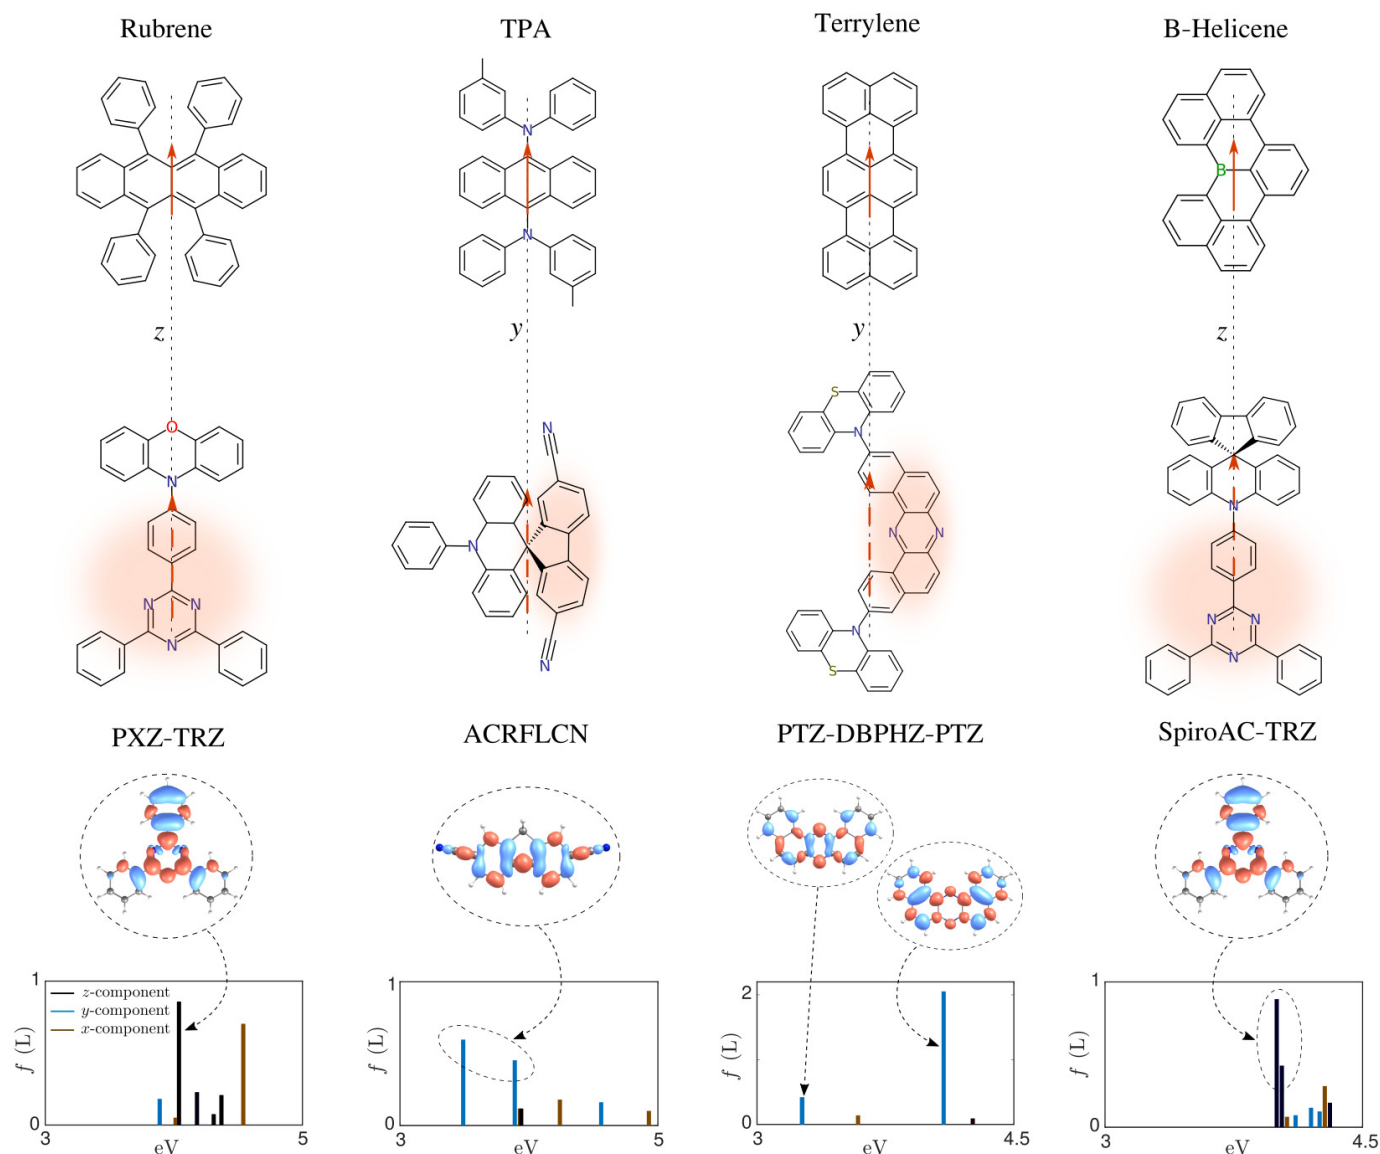 Rubrene TPA Terrylene B-Helicene
N
B
N
z y y z
S
O
N N
N
N N N
N
N N
N N N N
N N
N S
PXZ-TRZ ACRFLCN PTZ-DBPHZ-PTZ SpiroAC-TRZ
1 1 2 1
z-component
y-component
x-component
f (L) f (L) f (L) f (L)
0 0 0 0
3 eV 5 3 eV 5 3 eV 4.5 3 eV 4.5